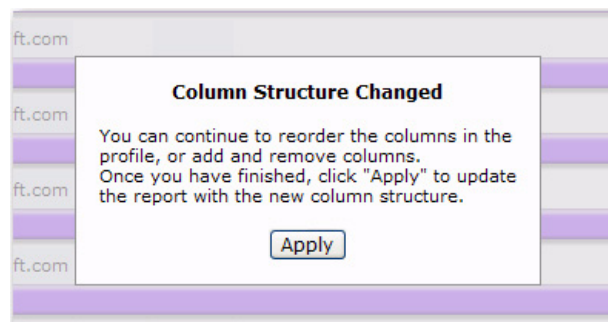 ft.com
Column Structure Changed
ft.com
You can continue to reorder the columns in the
profile, or add and remove columns.
Once you have finished, click "Apply" to update
ft.com
the report with the new column structure.
Apply
ft.com